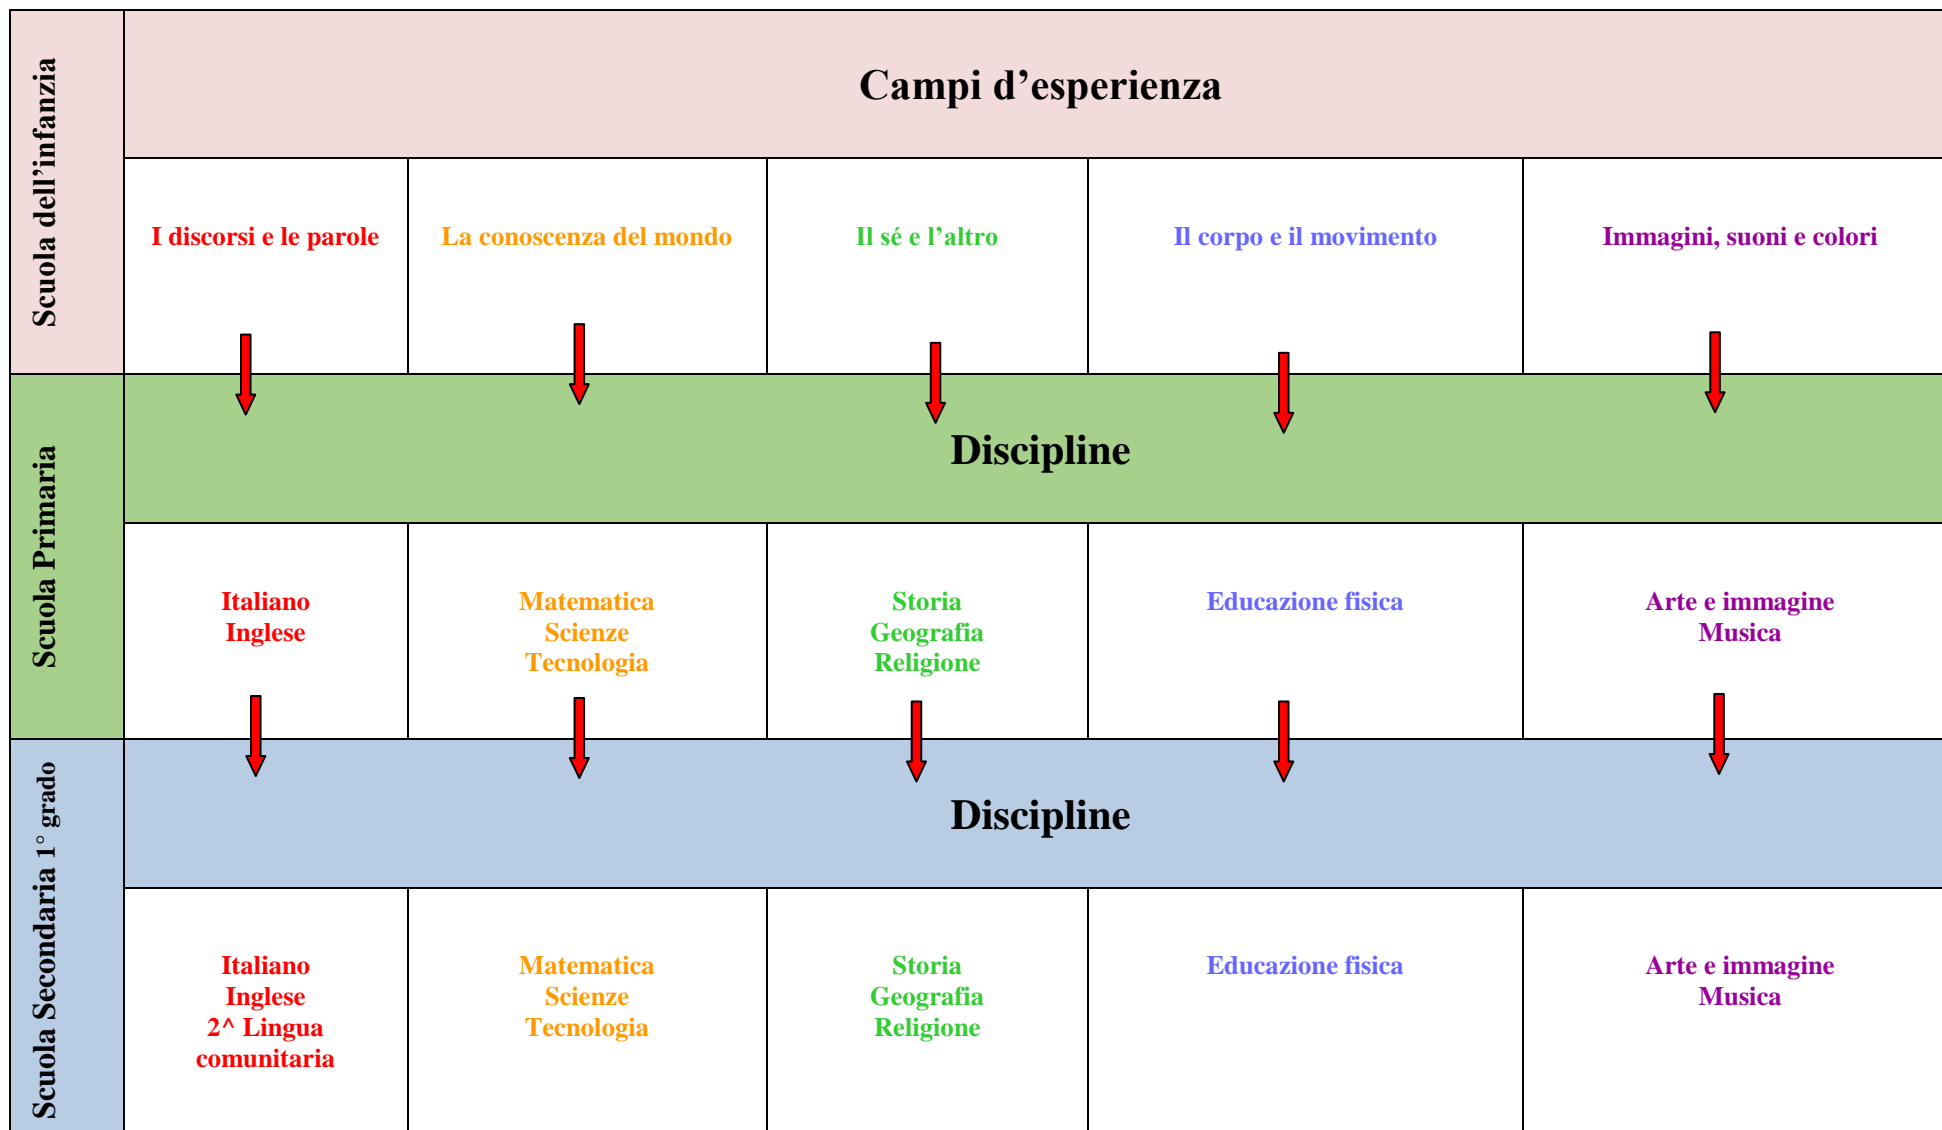 Scuola dell’infanzia
Campi d’esperienza
I discorsi e le parole
La conoscenza del mondo
Il sé e l’altro
Il corpo e il movimento
Immagini, suoni e colori
Scuola Primaria
Discipline
Italiano
Inglese
Matematica
Scienze
Tecnologia
Storia
Geografia
Religione
Educazione fisica
Arte e immagine
Musica
Scuola Secondaria 1° grado
Discipline
Italiano
Inglese
2^ Lingua
comunitaria
Matematica
Scienze
Tecnologia
Storia
Geografia
Religione
Educazione fisica
Arte e immagine
Musica